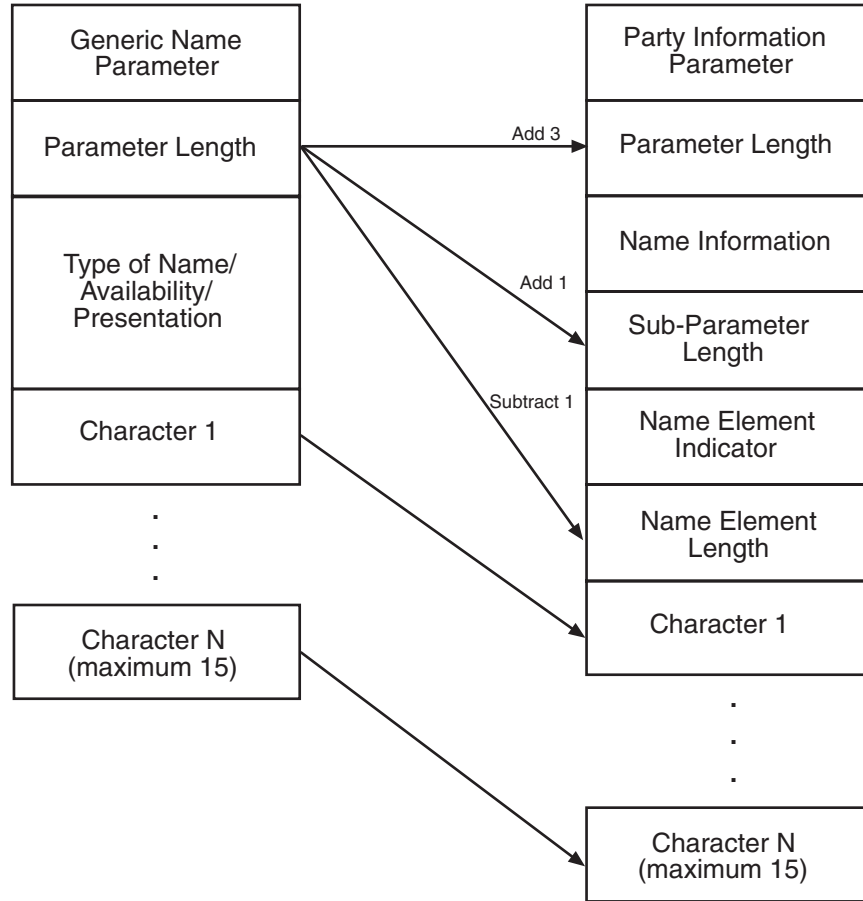 Generic Name
Parameter
Parameter Length
Type of Name/
Availability/
Presentation
Character 1
.
.
.
Character N
(maximum 15)
Add 3
Add 1
Subtract 1
Party Information
Parameter
Parameter Length
Name Information
Sub-Parameter
Length
Name Element
Indicator
Name Element
Length
Character 1
.
.
.
Character N
(maximum 15)